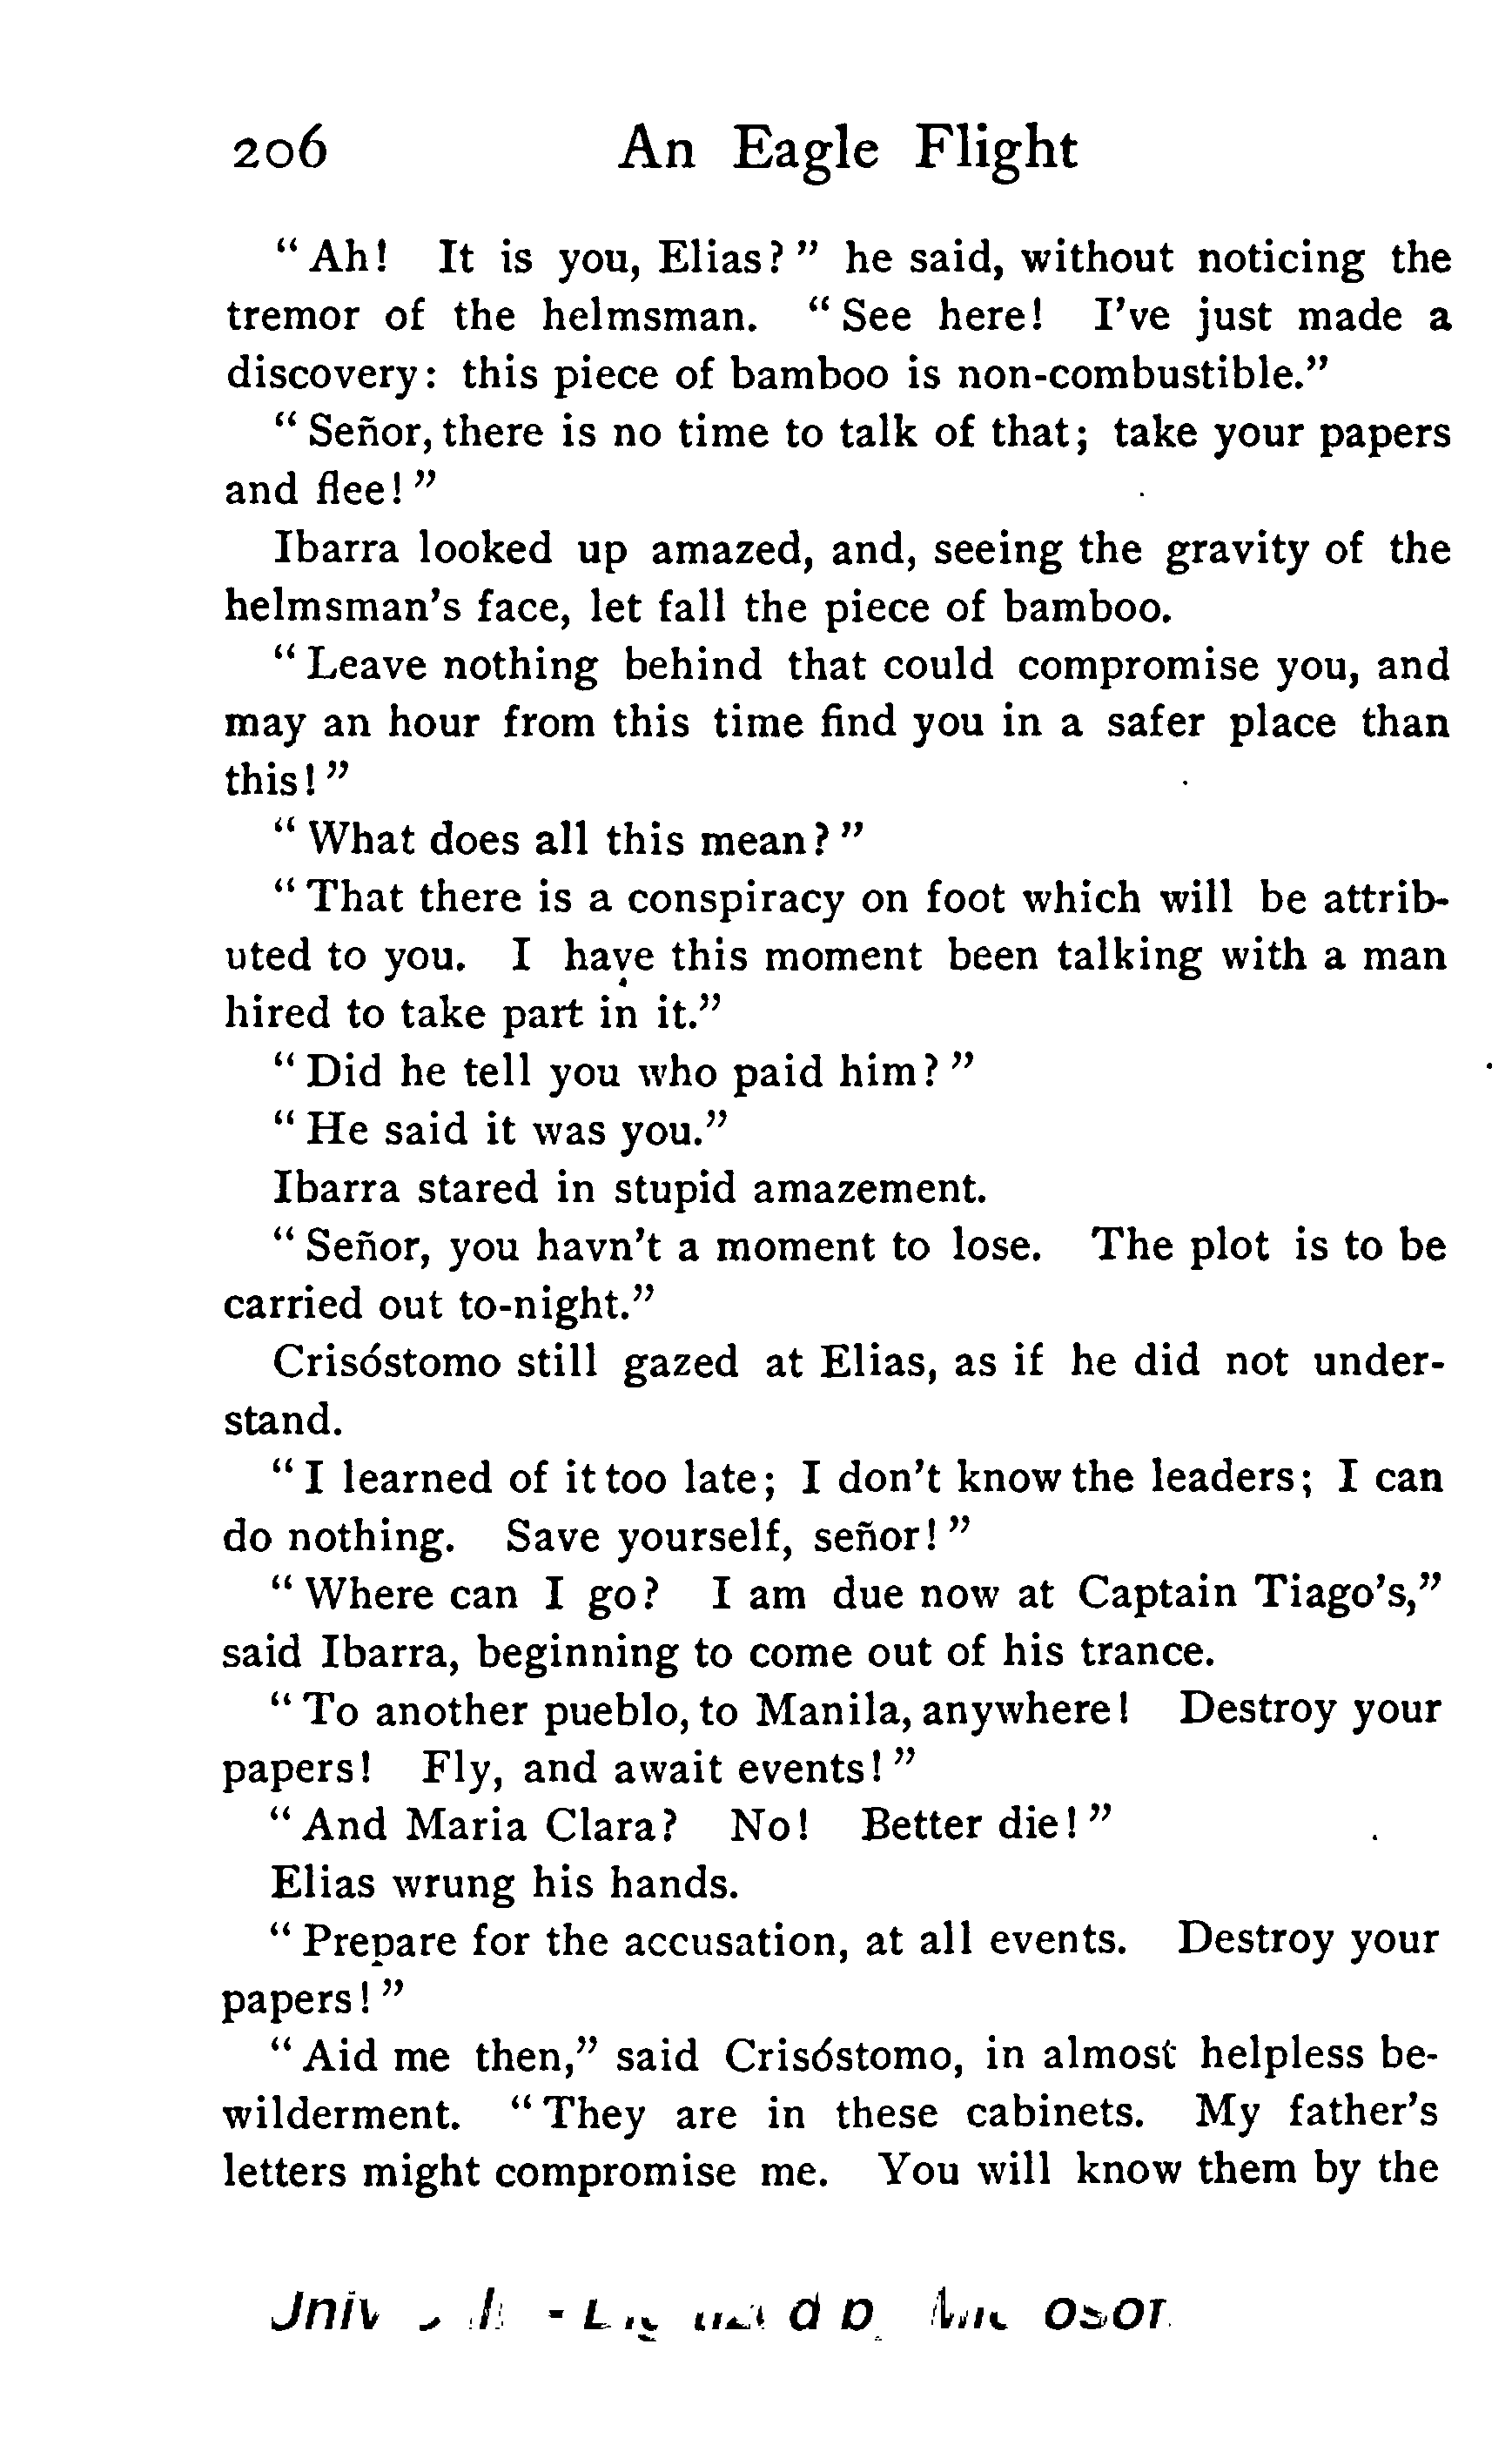 206 An Eagle Flight
"Ah! It is you, Elias?" he said, without noticing the
tremor of the helmsman. "See here! I've just made a
discovery: this piece of bamboo is non-combustible."
"Señor, there is no time to talk of that; take your papers
and flee!"
Ibarra looked up amazed, and, seeing the gravity of the
helmsman's face, let fall the piece of bamboo.
"Leave nothing behind that could compromise you, and
may an hour from this time find you in a safer place than
this!"
"What does all this mean?"
"That there is a conspiracy on foot which will be attrib-
uted to you. I have this moment been talking with a man
hired to take part in it."
"Did he tell you who paid him?"
"He said it was you."
Ibarra stared in stupid amazement.
"Señor, you havn't a moment to lose. The plot is to be
carried out to-night."
Crisóstomo still gazed at Elias, as if he did not under-
stand.
"I learned of it too late; I don't know the leaders; I can
do nothing. Save yourself, señor!"
"Where can I go? I am due now at Captain Tiago's,"
said Ibarra, beginning to come out of his trance.
"To another pueblo, to Manila, anywhere! Destroy your
papers! Fly, and await events!"
"And Maria Clara? No! Better die!"
Elias wrung his hands.
"Prepare for the accusation, at all events. Destroy your
papers!"
"Aid me then," said Crisóstomo, in almost helpless be-
wilderment. "They are in these cabinets. My father's
letters might compromise me. You will know them by the